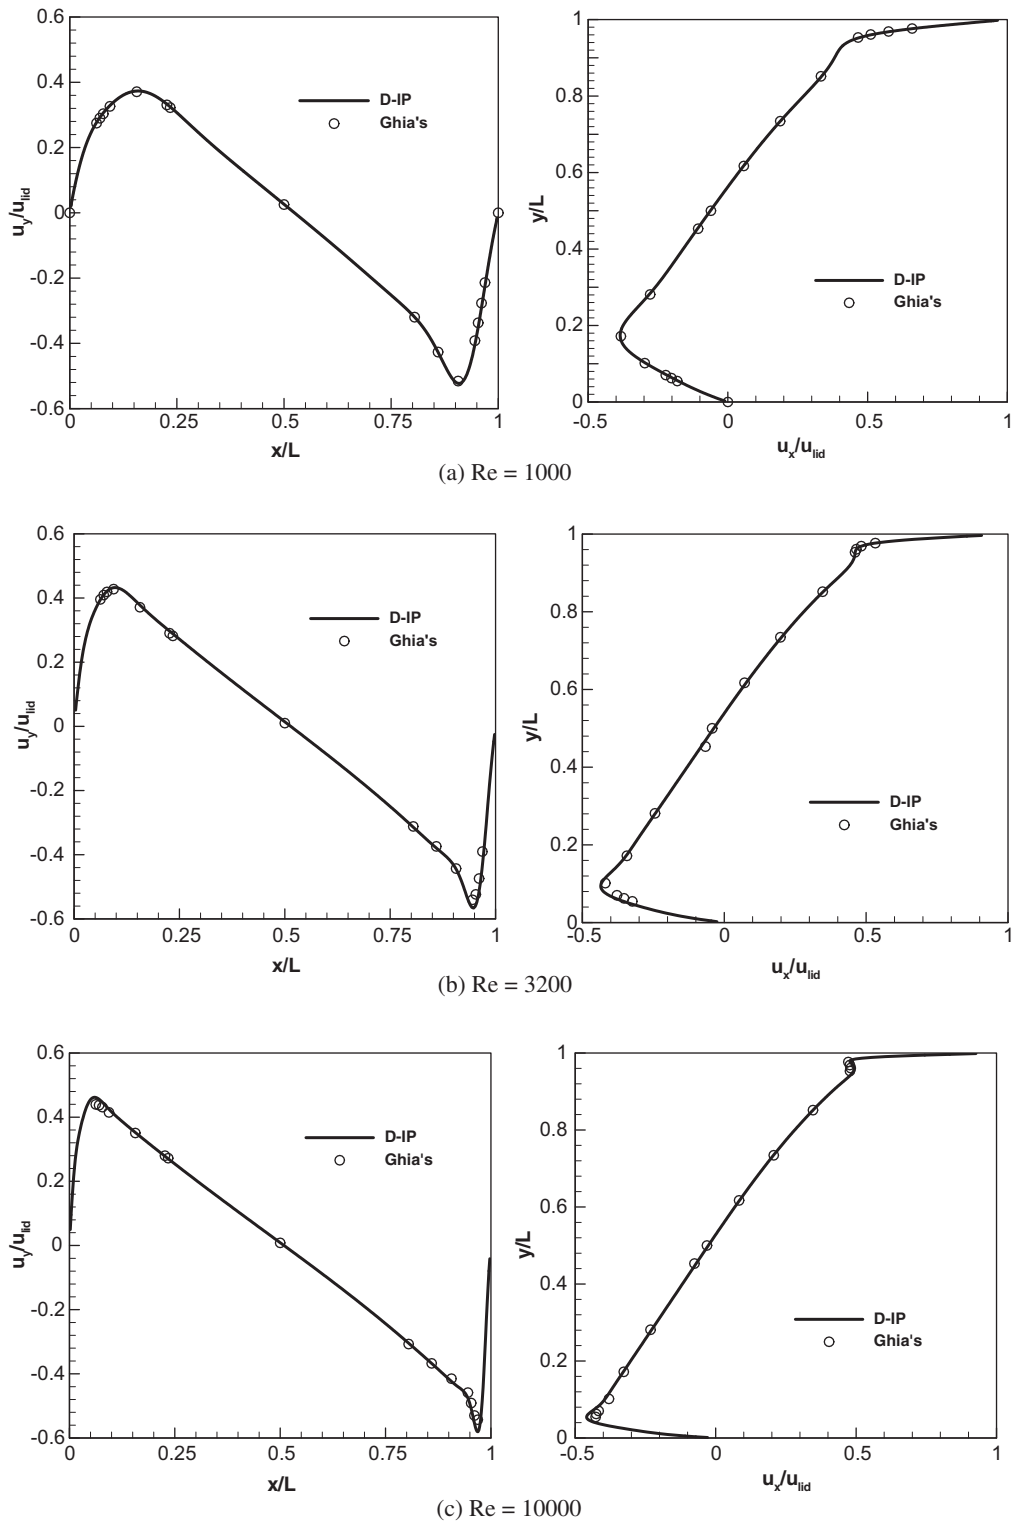 0.6
0.4
0.2
0
-0.2
-0.4
-0.6
u_y/u_lid
0 0.25 0.5 0.75 1
x/L
D-IP
Ghia's
1
0.8
0.6
0.4
0.2
0
y/L
-0.5 0 0.5 1
u_x/u_lid
D-IP
Ghia's
(a) Re = 1000
0.6
0.4
0.2
0
-0.2
-0.4
-0.6
u_y/u_lid
0 0.25 0.5 0.75 1
x/L
D-IP
Ghia's
1
0.8
0.6
0.4
0.2
0
y/L
-0.5 0 0.5 1
u_x/u_lid
D-IP
Ghia's
(b) Re = 3200
0.6
0.4
0.2
0
-0.2
-0.4
-0.6
u_y/u_lid
0 0.25 0.5 0.75 1
x/L
D-IP
Ghia's
1
0.8
0.6
0.4
0.2
0
y/L
-0.5 0 0.5 1
u_x/u_lid
D-IP
Ghia's
(c) Re = 10000